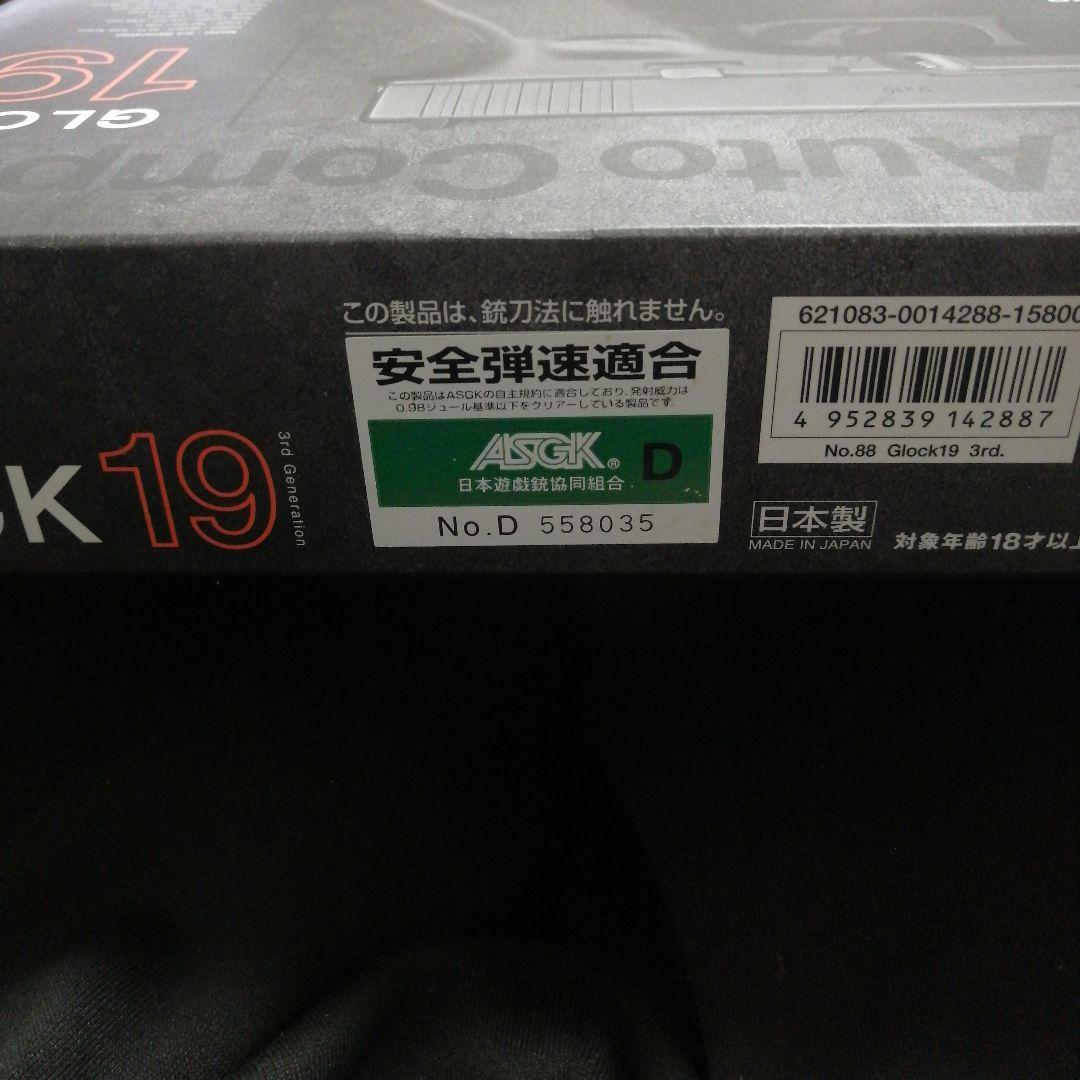 19
GLO
9×19
Auto Comp
この製品は、銃刀法に触れません。
安全弾速適合
この製品はASGKの自主規約に適合しており、発射威力は
0.98ジュール基準以下をクリアーしている製品です。
ASGK® D
日本遊戯銃協同組合
No.D 558035
GK 19
3rd Generation
621083-0014288-15800
4 952839 142887
No.88 Glock19 3rd.
日本製
MADE IN JAPAN
対象年齢18才以上